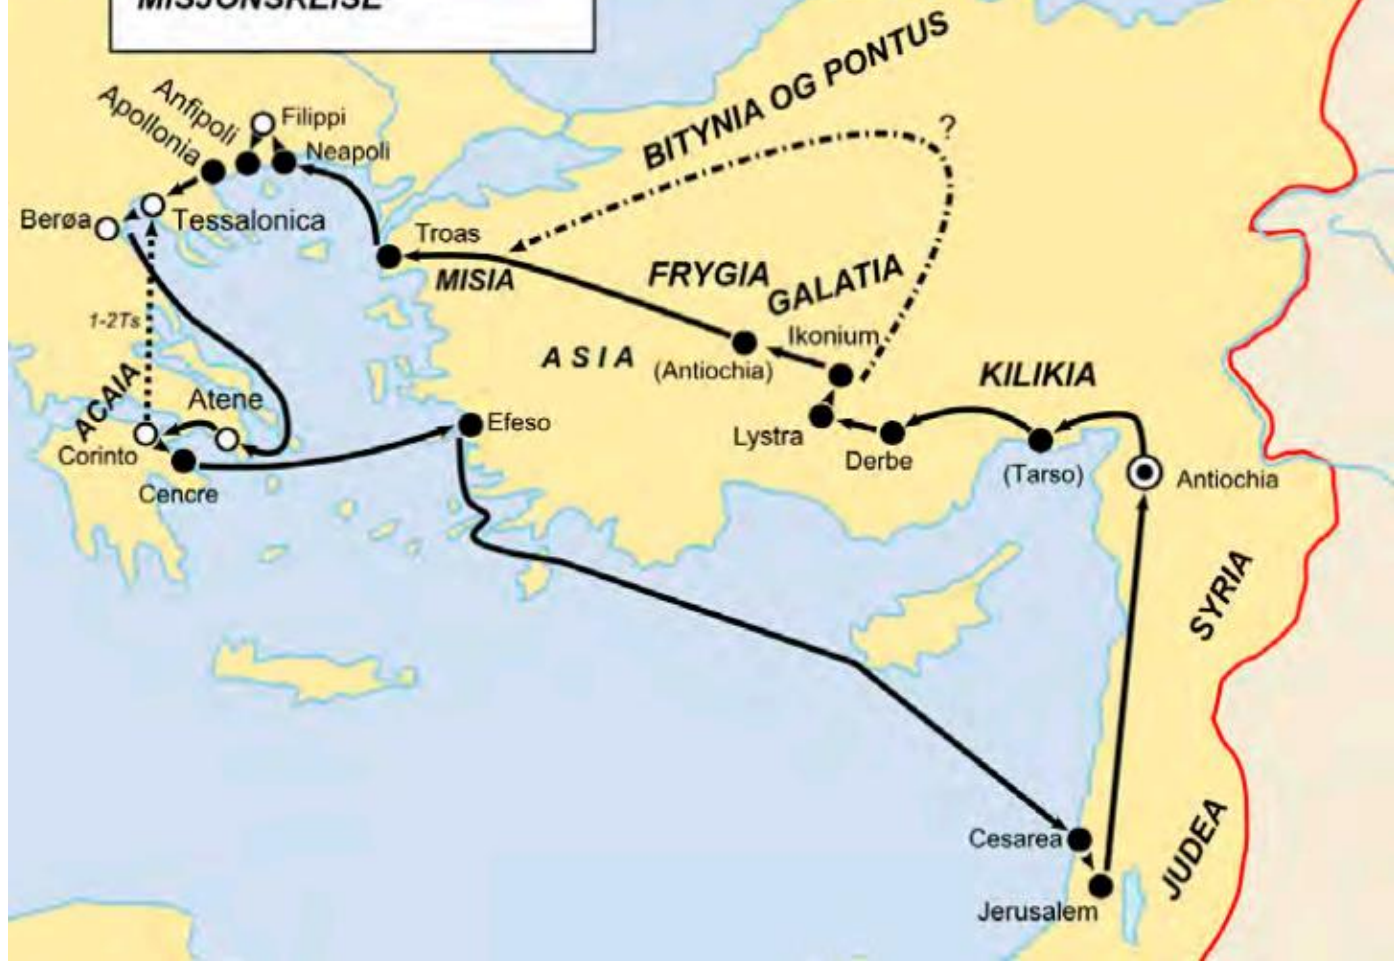 MISJONSREISE
BITYNIA OG PONTUS
?
Anfipoli
Apollonia
Filippi
Neapoli
Berøa
Tessalonica
Troas
MISIA
FRYGIA
GALATIA
1-2Ts
ASIA
(Antiochia)
Ikonium
KILIKIA
ACAIA
Atene
Corinto
Cencre
Efeso
Lystra
Derbe
(Tarso)
Antiochia
SYRIA
Cesarea
JUDEA
Jerusalem